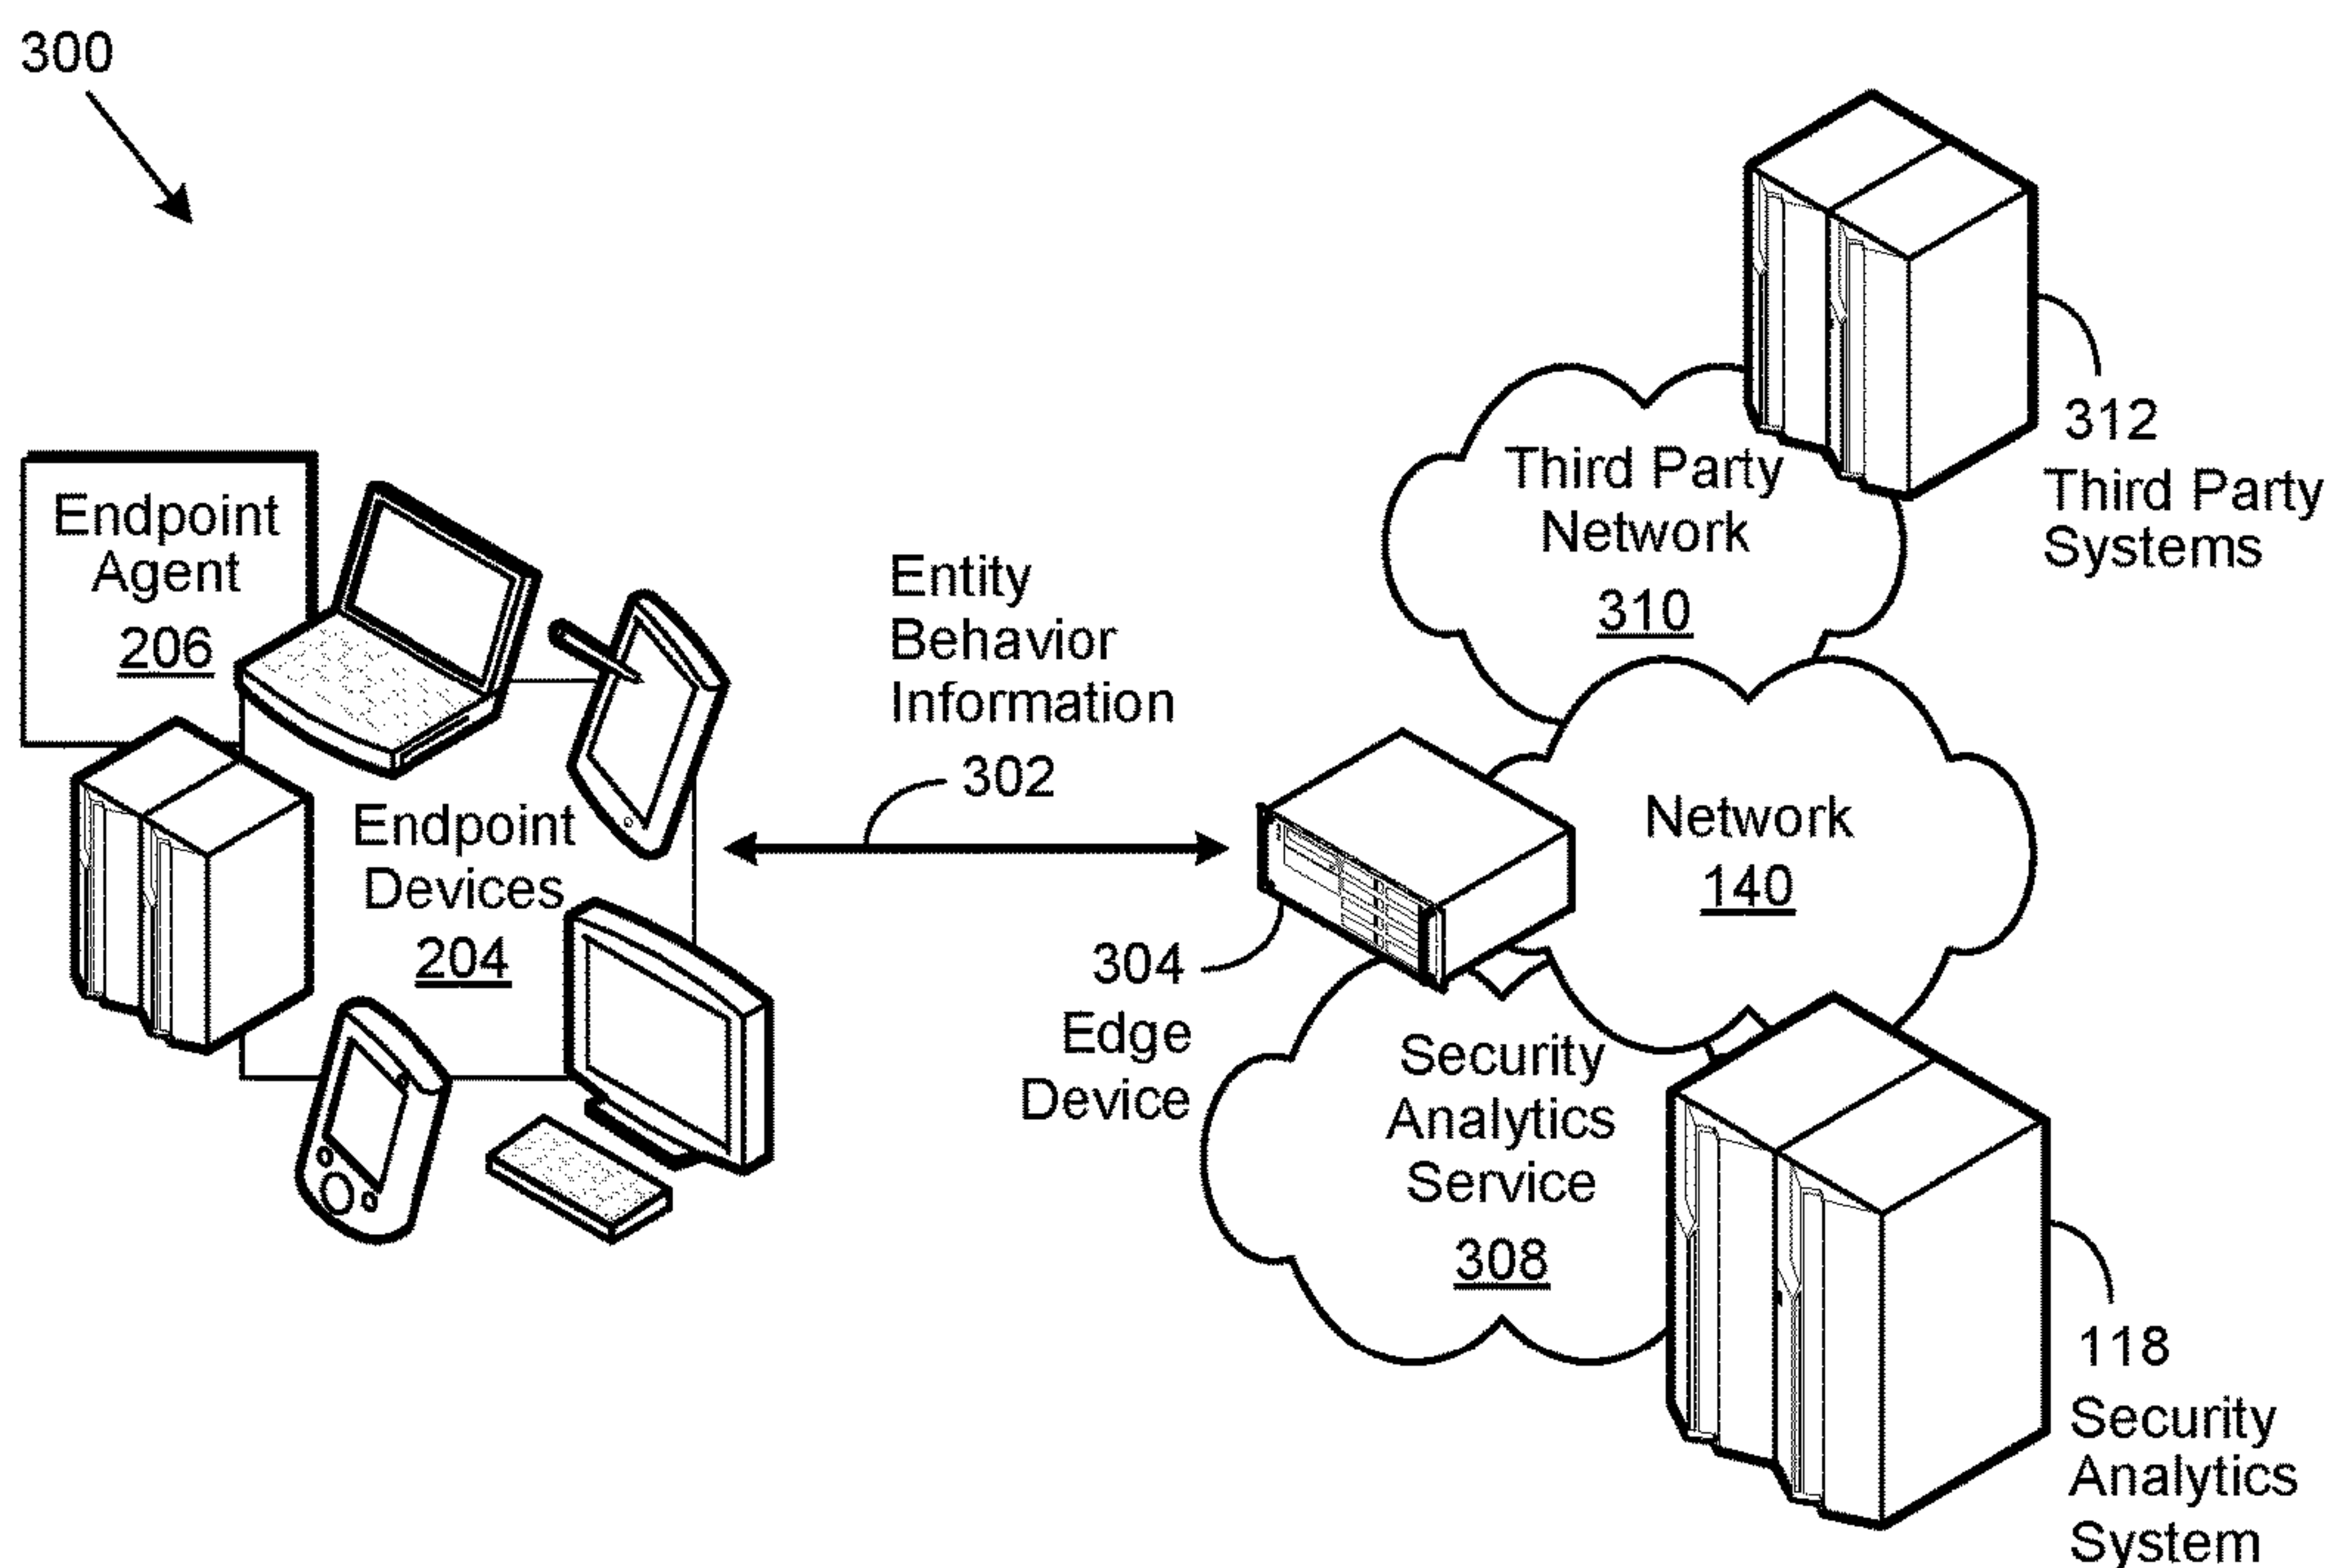 300
Endpoint
Agent
206
Endpoint
Devices
204
Entity
Behavior
Information
302
304
Edge
Device
Third Party
Network
310
312
Third Party
Systems
Network
140
Security
Analytics
Service
308
118
Security
Analytics
System